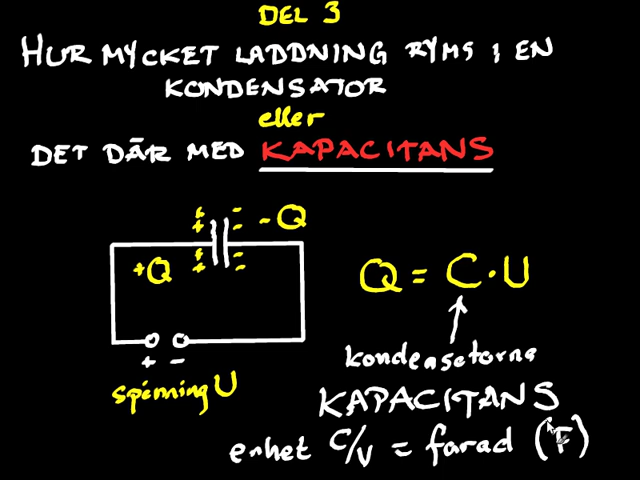 DEL 3
HUR MYCKET LADDNING RYMS I EN
KONDENSATOR
eller
DET DÄR MED KAPACITANS
+ - -Q
+ -
+Q + -
+ -
Q = C · U
+ -
spänning U
kondensatorns
KAPACITANS
enhet C/V = farad (F)